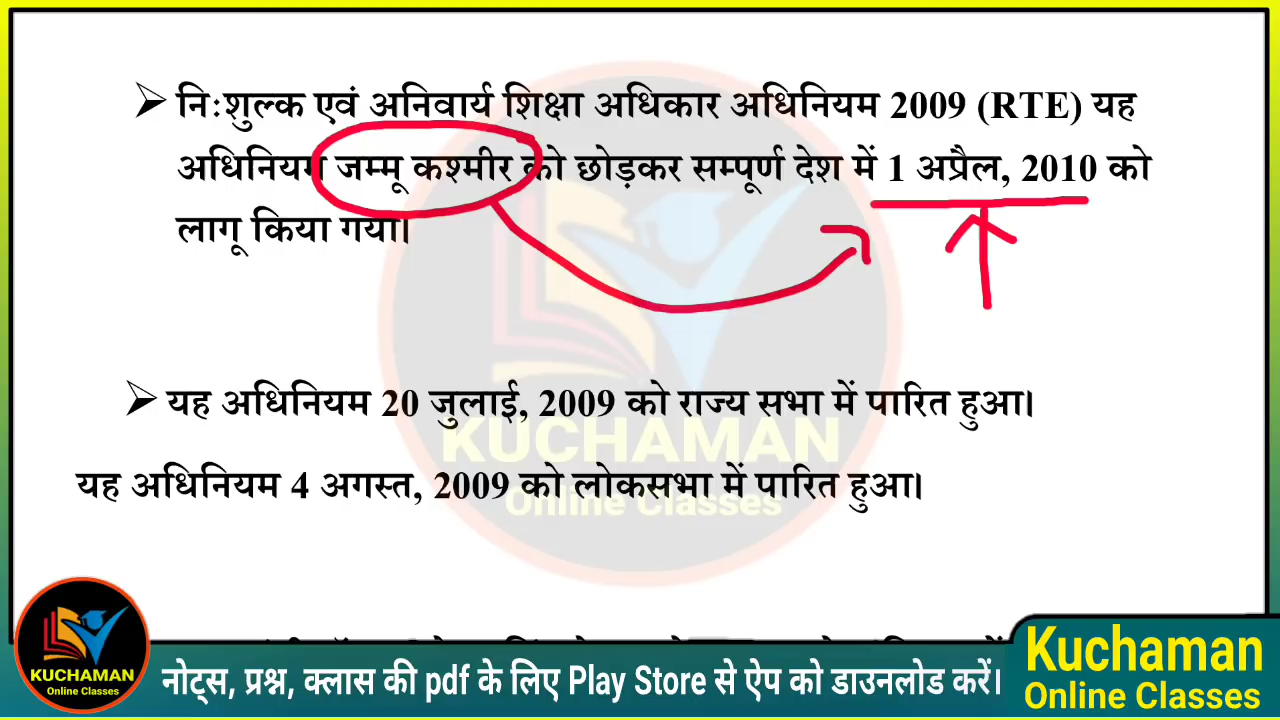 ➢ निःशुल्क एवं अनिवार्य शिक्षा अधिकार अधिनियम 2009 (RTE) यह
अधिनियम जम्मू कश्मीर को छोड़कर सम्पूर्ण देश में 1 अप्रैल, 2010 को
लागू किया गया।
➢ यह अधिनियम 20 जुलाई, 2009 को राज्य सभा में पारित हुआ।
KUCHAMAN
यह अधिनियम 4 अगस्त, 2009 को लोकसभा में पारित हुआ।
Online Classes
KUCHAMAN
Online Classes
नोट्स, प्रश्न, क्लास की pdf के लिए Play Store से ऐप को डाउनलोड करें।
Kuchaman
Online Classes